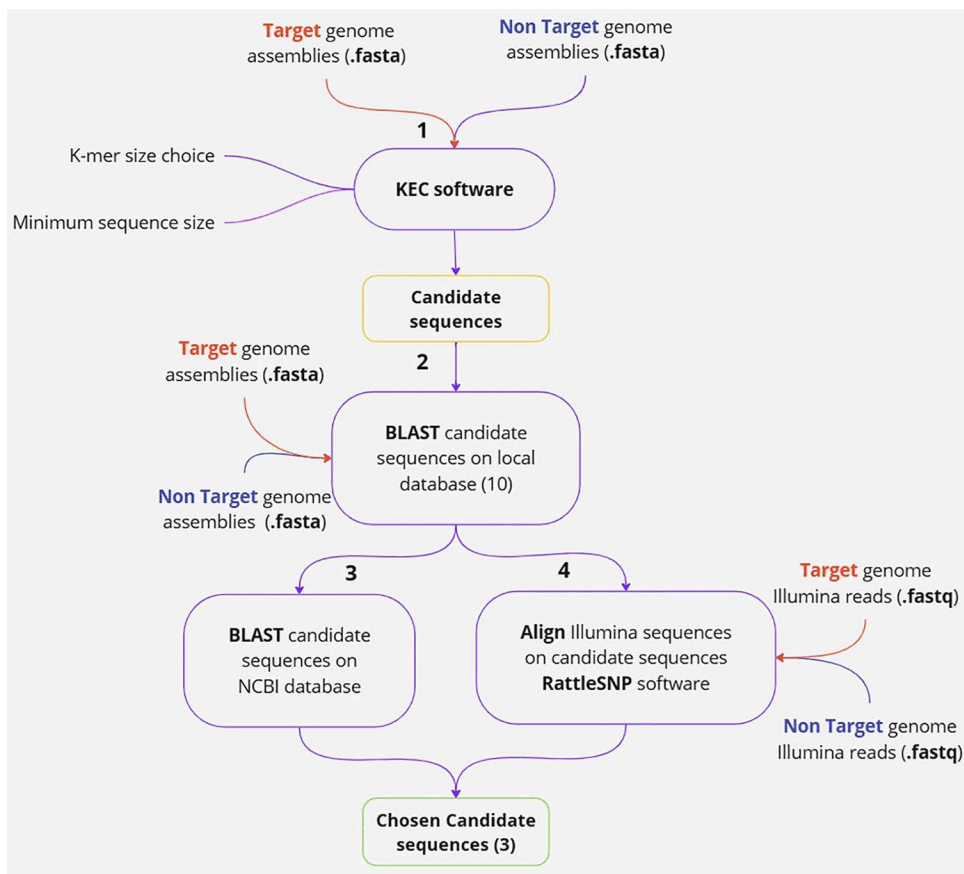 Target genome
assemblies (.fasta)
Non Target genome
assemblies (.fasta)
1
K-mer size choice
KEC software
Minimum sequence size
Candidate
sequences
2
Target genome
assemblies (.fasta)
BLAST candidate
sequences on local
database (10)
Non Target genome
assemblies (.fasta)
3
4
BLAST candidate
sequences on
NCBI database
Align Illumina sequences
on candidate sequences
RattleSNP software
Target genome
Illumina reads (.fastq)
Non Target genome
Illumina reads (.fastq)
Chosen Candidate
sequences (3)